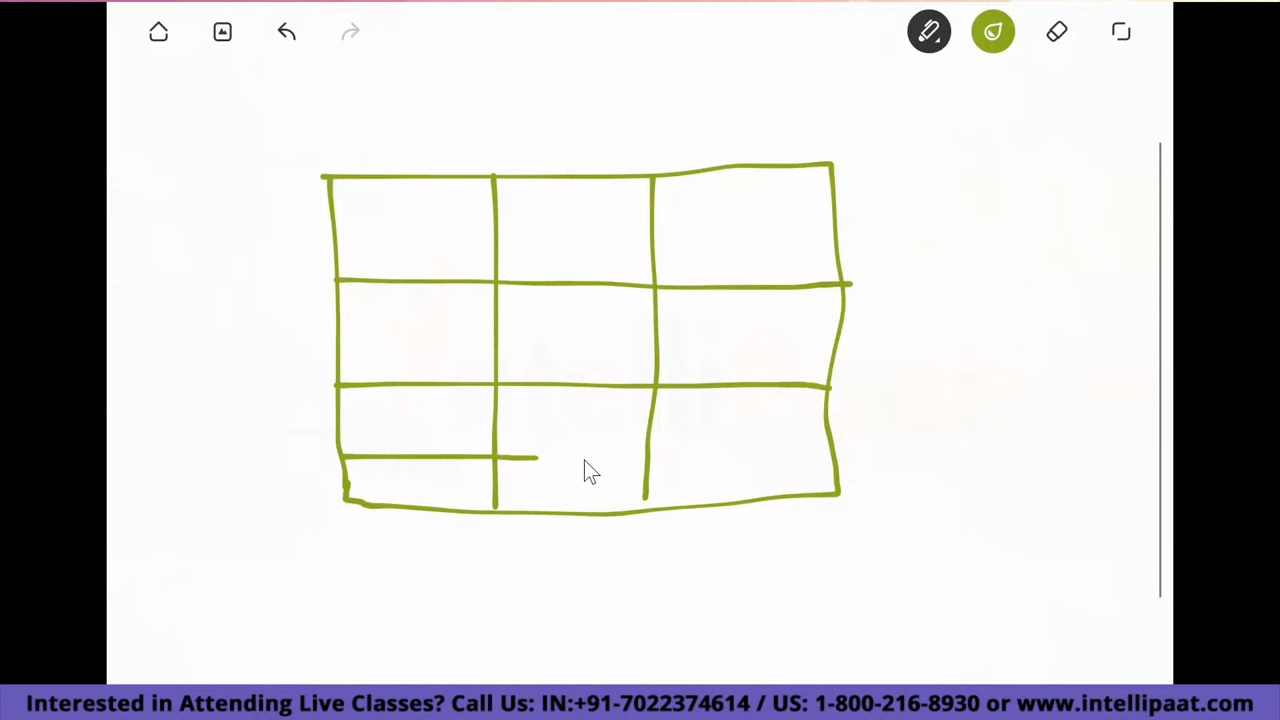 Interested in Attending Live Classes? Call Us: IN:+91-7022374614 / US: 1-800-216-8930 or www.intellipaat.com